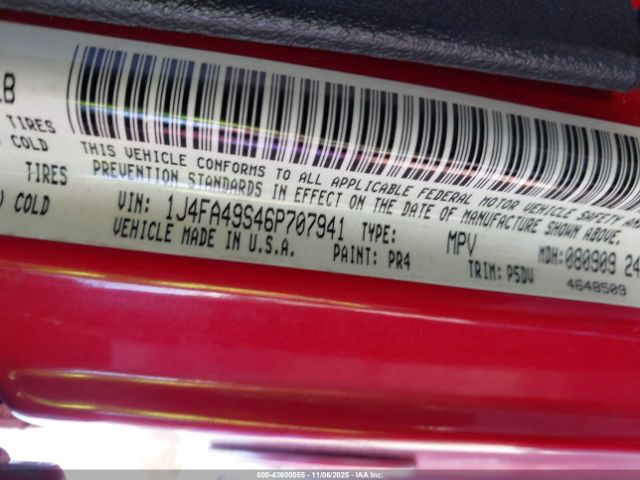 LB
TIRES
COLD
TIRES
) COLD
THIS VEHICLE CONFORMS TO ALL APPLICABLE FEDERAL MOTOR VEHICLE SAFETY AND
PREVENTION STANDARDS IN EFFECT ON THE DATE OF MANUFACTURE SHOWN ABOVE.
VIN: 1J4FA49S46P707941 TYPE: MPV MDH:080909 24
VEHICLE MADE IN U.S.A. PAINT: PR4 TRIM: P5DV
4648509
000-43600555 - 11/06/2025 - IAA Inc.